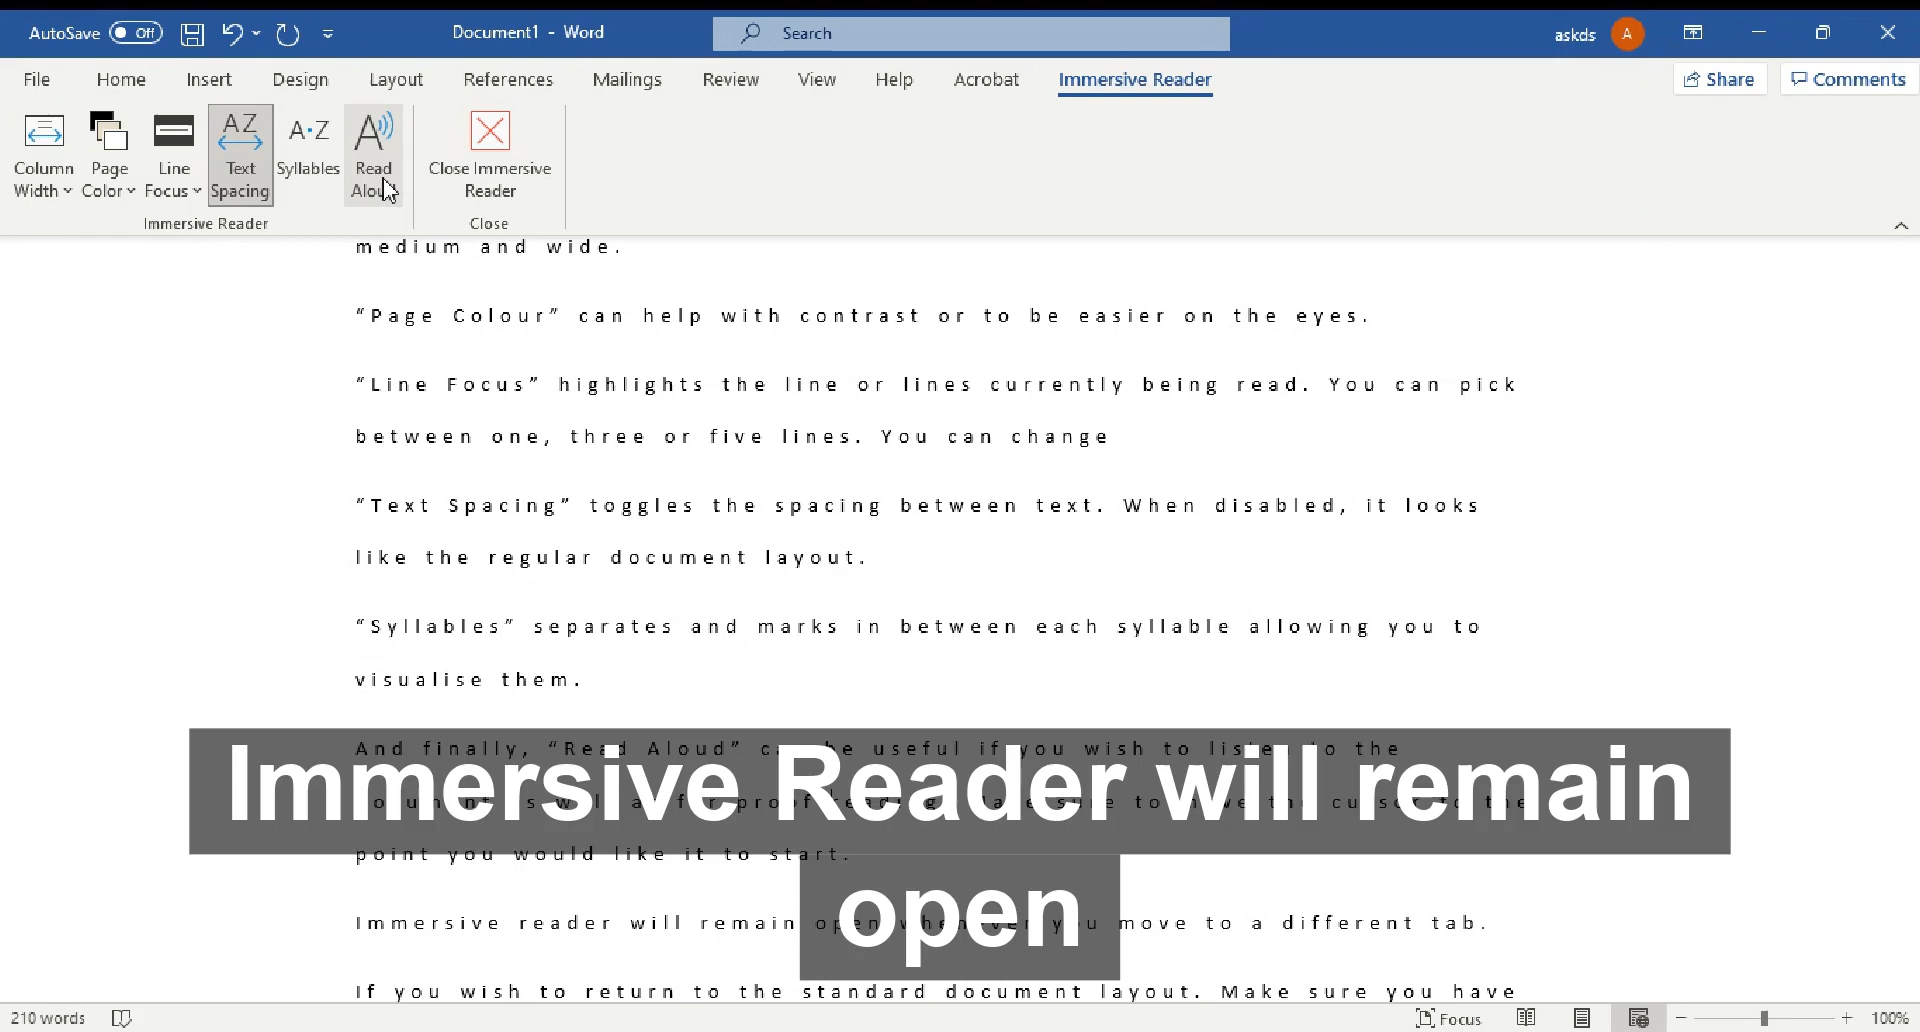 AutoSave Off Document1 - Word Search askds A
File Home Insert Design Layout References Mailings Review View Help Acrobat Immersive Reader Share Comments
AZ A·Z A
Column Page Line Text Syllables Read Close Immersive
Width Color Focus Spacing Aloud Reader
Immersive Reader Close
medium and wide.
“Page Colour” can help with contrast or to be easier on the eyes.
“Line Focus” highlights the line or lines currently being read. You can pick
between one, three or five lines. You can change
“Text Spacing” toggles the spacing between text. When disabled, it looks
like the regular document layout.
“Syllables” separates and marks in between each syllable allowing you to
visualise them.
And finally, “Read Aloud” can be useful if you wish to listen to the
Immersive Reader will remain
to the
point you would like it to start.
open
Immersive reader will remain open whenever you move to a different tab.
If you wish to return to the standard document layout. Make sure you have
210 words Focus 100%